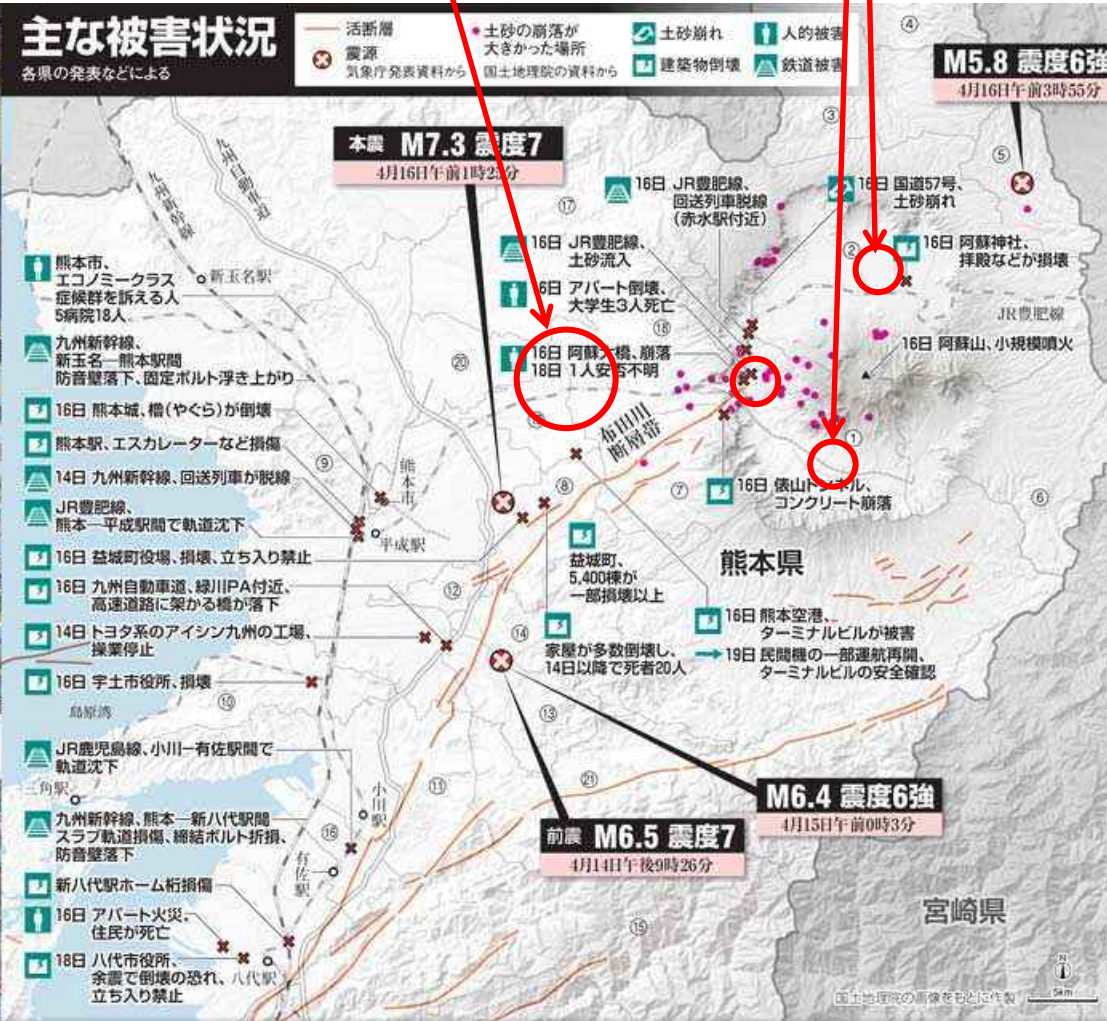 主な被害状況
各県の発表などによる
活断層
震源
気象庁発表資料から
土砂の崩落が
大きかった場所
国土地理院の資料から
土砂崩れ
建築物倒壊
人的被害
鉄道被害
④
M5.8 震度6強
4月16日午前3時55分
③
⑤
本震 M7.3 震度7
4月16日午前1時25分
九州自動車道
九州新幹線
⑰
16日 JR豊肥線、
回送列車脱線
(赤水駅付近)
16日 国道57号、
土砂崩れ
16日 JR豊肥線、
土砂流入
②
16日 阿蘇神社、
拝殿などが損壊
16日 アパート倒壊、
大学生3人死亡
JR豊肥線
⑱
16日 阿蘇大橋、崩落
18日 1人安否不明
16日 阿蘇山、小規模噴火
⑳
新玉名駅
熊本市、
エコノミークラス
症候群を訴える人
5病院18人
九州新幹線、
新玉名―熊本駅間
防音壁落下、固定ボルト浮き上がり
16日 熊本城、櫓(やぐら)が倒壊
熊本駅、エスカレーターなど損傷
14日 九州新幹線、回送列車が脱線
JR豊肥線、
熊本―平成駅間で軌道沈下
16日 益城町役場、損壊、立ち入り禁止
16日 九州自動車道、緑川PA付近、
高速道路に架かる橋が落下
14日 トヨタ系のアイシン九州の工場、
操業停止
16日 宇土市役所、損壊
⑨
熊本市
平成駅
布田川
断層帯
①
⑧
⑦
⑥
16日 俵山トンネル、
コンクリート崩落
熊本県
益城町、
5,400棟が
一部損壊以上
⑫
⑭
家屋が多数倒壊し、
14日以降で死者20人
16日 熊本空港、
ターミナルビルが被害
19日 民間機の一部運航再開、
ターミナルビルの安全確認
島原湾
⑩
⑬
JR鹿児島線、小川―有佐駅間で
軌道沈下
三角駅
⑪
㉑
小川駅
九州新幹線、熊本―新八代駅間
スラブ軌道損傷、締結ボルト折損、
防音壁落下
⑯
有佐駅
M6.4 震度6強
4月15日午前0時3分
前震 M6.5 震度7
4月14日午後9時26分
新八代駅ホーム桁損傷
16日 アパート火災、
住民が死亡
18日 八代市役所、
余震で倒壊の恐れ、
立ち入り禁止
八代駅
⑮
宮崎県
N
国土地理院の画像をもとに作製
5km